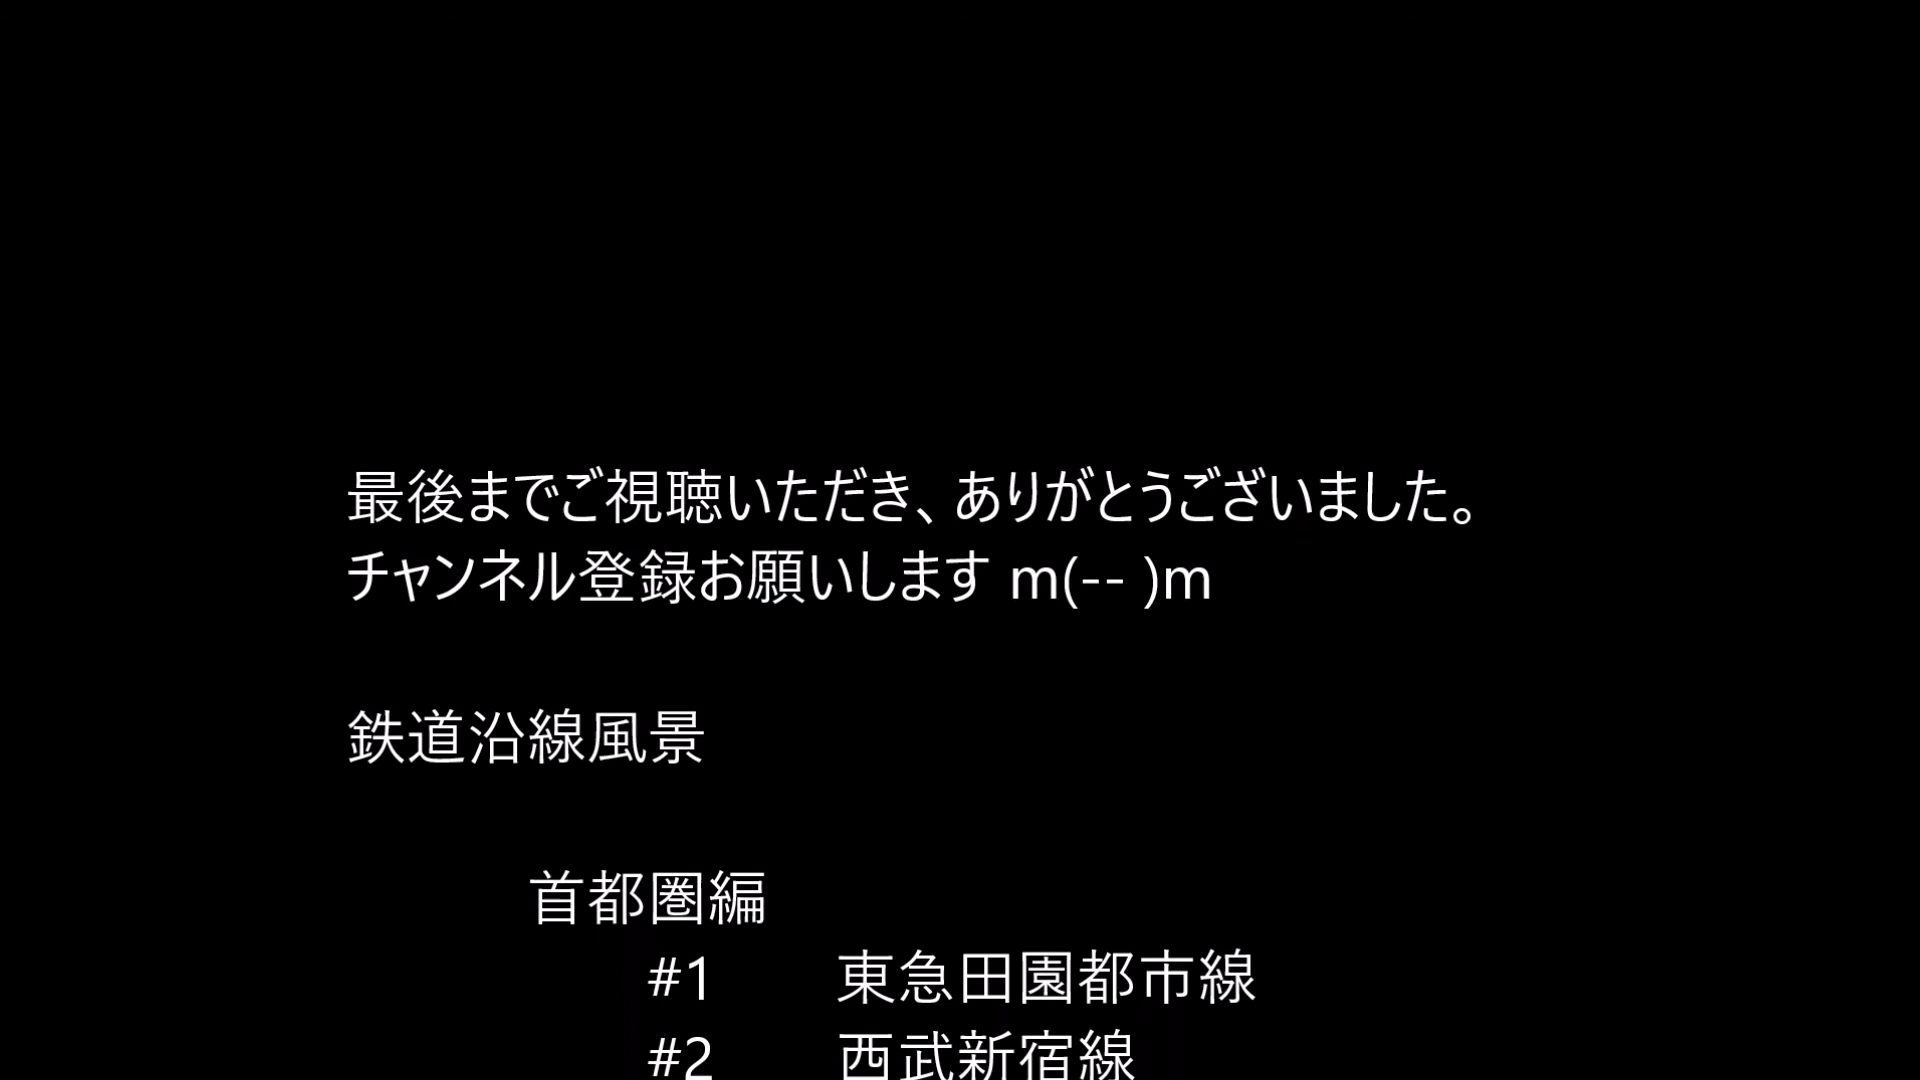 最後までご視聴いただき、ありがとうございました。
チャンネル登録お願いします m(-- )m
鉄道沿線風景
首都圏編
#1 東急田園都市線
#2 西武新宿線